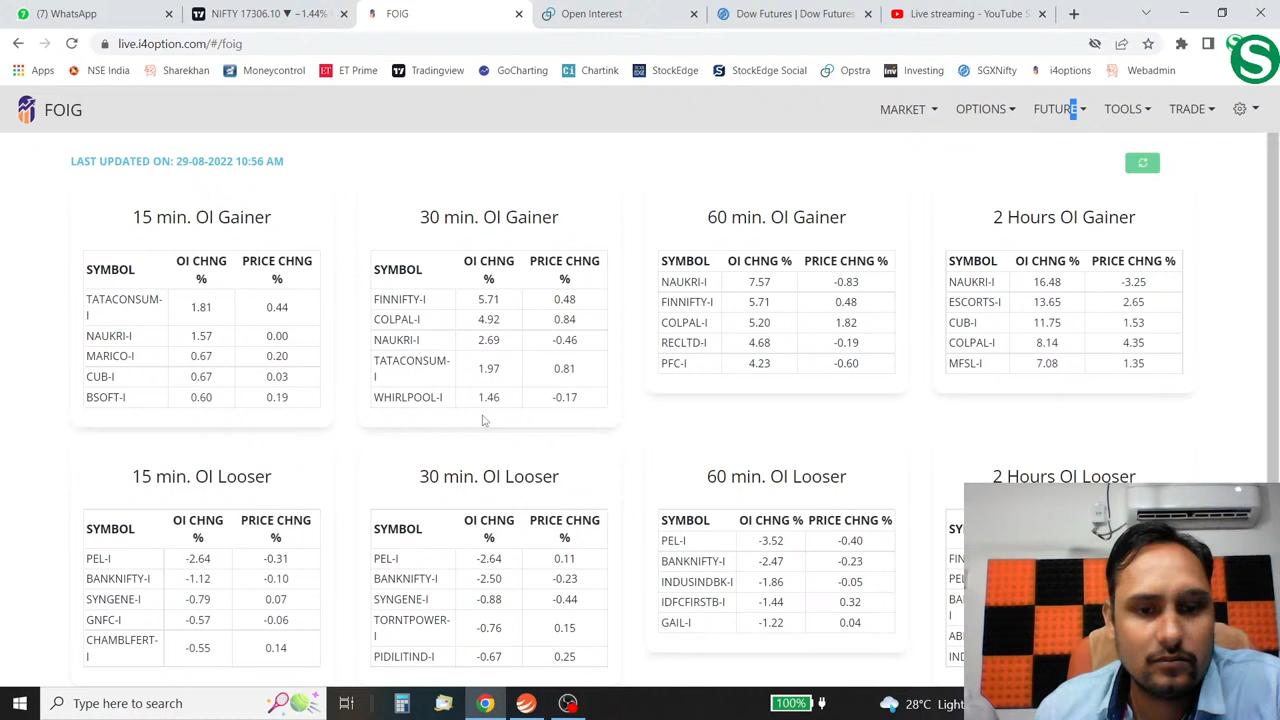 (7) WhatsApp
NIFTY 17306.10 ▼ −1.44%
FOIG
Open Interest
Dow Futures | Dow Futures
Live streaming - YouTube S
live.i4option.com/#/foig
Apps
NSE India
Sharekhan
Moneycontrol
ET ET Prime
Tradingview
GoCharting
Ci Chartink
StockEdge
StockEdge Social
Opstra
Inv Investing
SGXNifty
i4options
Webadmin
S
FOIG
MARKET
OPTIONS
FUTURE
TOOLS
TRADE
LAST UPDATED ON: 29-08-2022 10:56 AM
15 min. OI Gainer
SYMBOL OI CHNG % PRICE CHNG %
TATACONSUM-I 1.81 0.44
NAUKRI-I 1.57 0.00
MARICO-I 0.67 0.20
CUB-I 0.67 0.03
BSOFT-I 0.60 0.19
30 min. OI Gainer
SYMBOL OI CHNG % PRICE CHNG %
FINNIFTY-I 5.71 0.48
COLPAL-I 4.92 0.84
NAUKRI-I 2.69 -0.46
TATACONSUM-I 1.97 0.81
WHIRLPOOL-I 1.46 -0.17
60 min. OI Gainer
SYMBOL OI CHNG % PRICE CHNG %
NAUKRI-I 7.57 -0.83
FINNIFTY-I 5.71 0.48
COLPAL-I 5.20 1.82
RECLTD-I 4.68 -0.19
PFC-I 4.23 -0.60
2 Hours OI Gainer
SYMBOL OI CHNG % PRICE CHNG %
NAUKRI-I 16.48 -3.25
ESCORTS-I 13.65 2.65
CUB-I 11.75 1.53
COLPAL-I 8.14 4.35
MFSL-I 7.08 1.35
15 min. OI Looser
SYMBOL OI CHNG % PRICE CHNG %
PEL-I -2.64 -0.31
BANKNIFTY-I -1.12 -0.10
SYNGENE-I -0.79 0.07
GNFC-I -0.57 -0.06
CHAMBLFERT-I -0.55 0.14
30 min. OI Looser
SYMBOL OI CHNG % PRICE CHNG %
PEL-I -2.64 0.11
BANKNIFTY-I -2.50 -0.23
SYNGENE-I -0.88 -0.44
TORNTPOWER-I -0.76 0.15
PIDILITIND-I -0.67 0.25
60 min. OI Looser
SYMBOL OI CHNG % PRICE CHNG %
PEL-I -3.52 -0.40
BANKNIFTY-I -2.47 -0.23
INDUSINDBK-I -1.86 -0.05
IDFCFIRSTB-I -1.44 0.32
GAIL-I -1.22 0.04
2 Hours OI Looser
Type here to search
100%
28°C Light